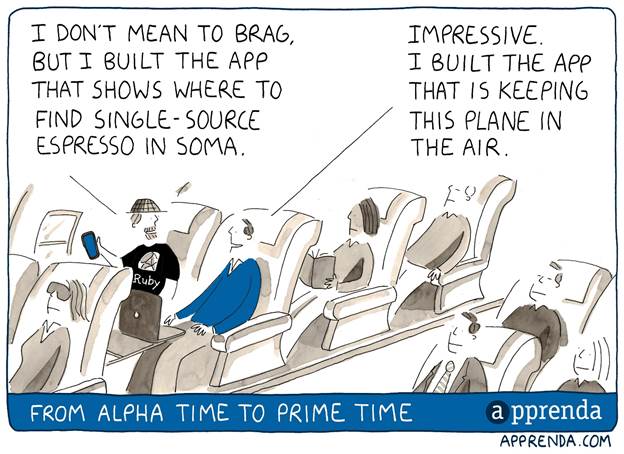 I DON'T MEAN TO BRAG,
BUT I BUILT THE APP
THAT SHOWS WHERE TO
FIND SINGLE-SOURCE
ESPRESSO IN SOMA.
IMPRESSIVE.
I BUILT THE APP
THAT IS KEEPING
THIS PLANE IN
THE AIR.
Ruby
FROM ALPHA TIME TO PRIME TIME
apprenda
APPRENDA.COM